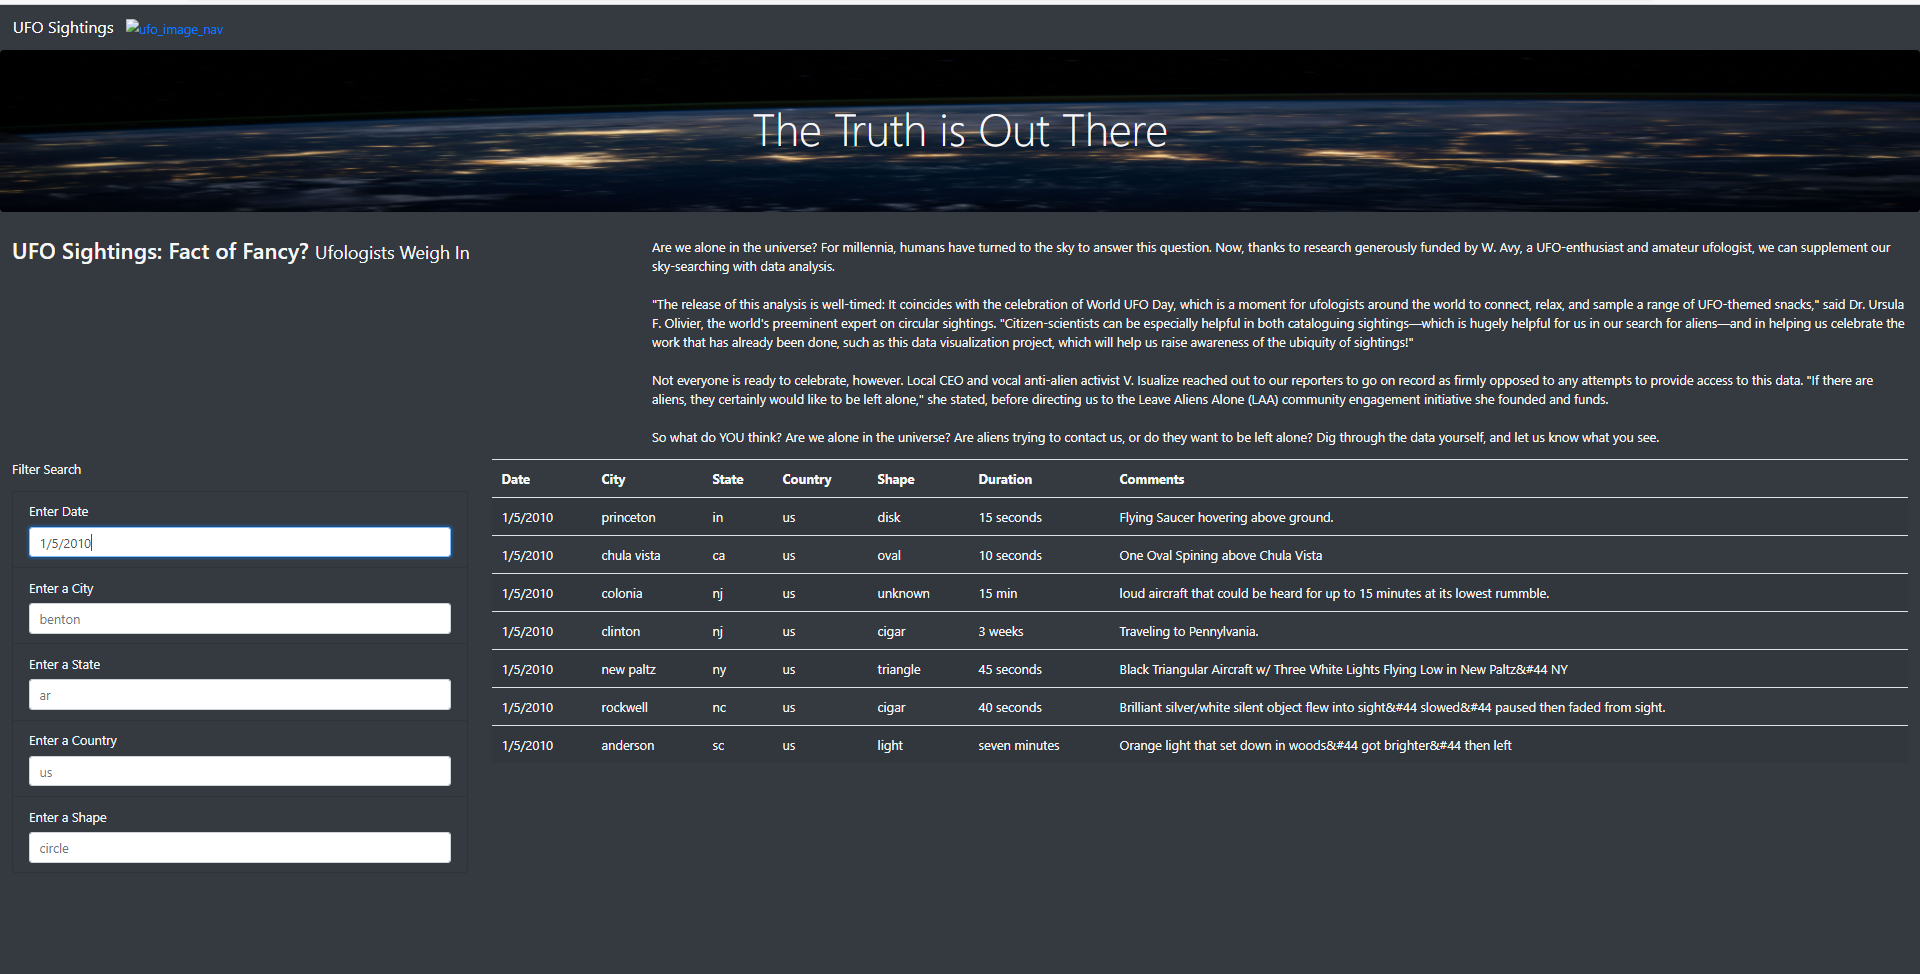 UFO Sightings ufo_image_nav
The Truth is Out There
UFO Sightings: Fact of Fancy? Ufologists Weigh In
Are we alone in the universe? For millennia, humans have turned to the sky to answer this question. Now, thanks to research generously funded by W. Avy, a UFO-enthusiast and amateur ufologist, we can supplement our
sky-searching with data analysis.
"The release of this analysis is well-timed: It coincides with the celebration of World UFO Day, which is a moment for ufologists around the world to connect, relax, and sample a range of UFO-themed snacks," said Dr. Ursula
F. Olivier, the world's preeminent expert on circular sightings. "Citizen-scientists can be especially helpful in both cataloguing sightings—which is hugely helpful for us in our search for aliens—and in helping us celebrate the
work that has already been done, such as this data visualization project, which will help us raise awareness of the ubiquity of sightings!"
Not everyone is ready to celebrate, however. Local CEO and vocal anti-alien activist V. Isualize reached out to our reporters to go on record as firmly opposed to any attempts to provide access to this data. "If there are
aliens, they certainly would like to be left alone," she stated, before directing us to the Leave Aliens Alone (LAA) community engagement initiative she founded and funds.
So what do YOU think? Are we alone in the universe? Are aliens trying to contact us, or do they want to be left alone? Dig through the data yourself, and let us know what you see.
Filter Search
Enter Date
1/5/2010
Enter a City
benton
Enter a State
ar
Enter a Country
us
Enter a Shape
circle
Date City State Country Shape Duration Comments
1/5/2010 princeton in us disk 15 seconds Flying Saucer hovering above ground.
1/5/2010 chula vista ca us oval 10 seconds One Oval Spining above Chula Vista
1/5/2010 colonia nj us unknown 15 min loud aircraft that could be heard for up to 15 minutes at its lowest rummble.
1/5/2010 clinton nj us cigar 3 weeks Traveling to Pennylvania.
1/5/2010 new paltz ny us triangle 45 seconds Black Triangular Aircraft w/ Three White Lights Flying Low in New Paltz&#44 NY
1/5/2010 rockwell nc us cigar 40 seconds Brilliant silver/white silent object flew into sight&#44 slowed&#44 paused then faded from sight.
1/5/2010 anderson sc us light seven minutes Orange light that set down in woods&#44 got brighter&#44 then left